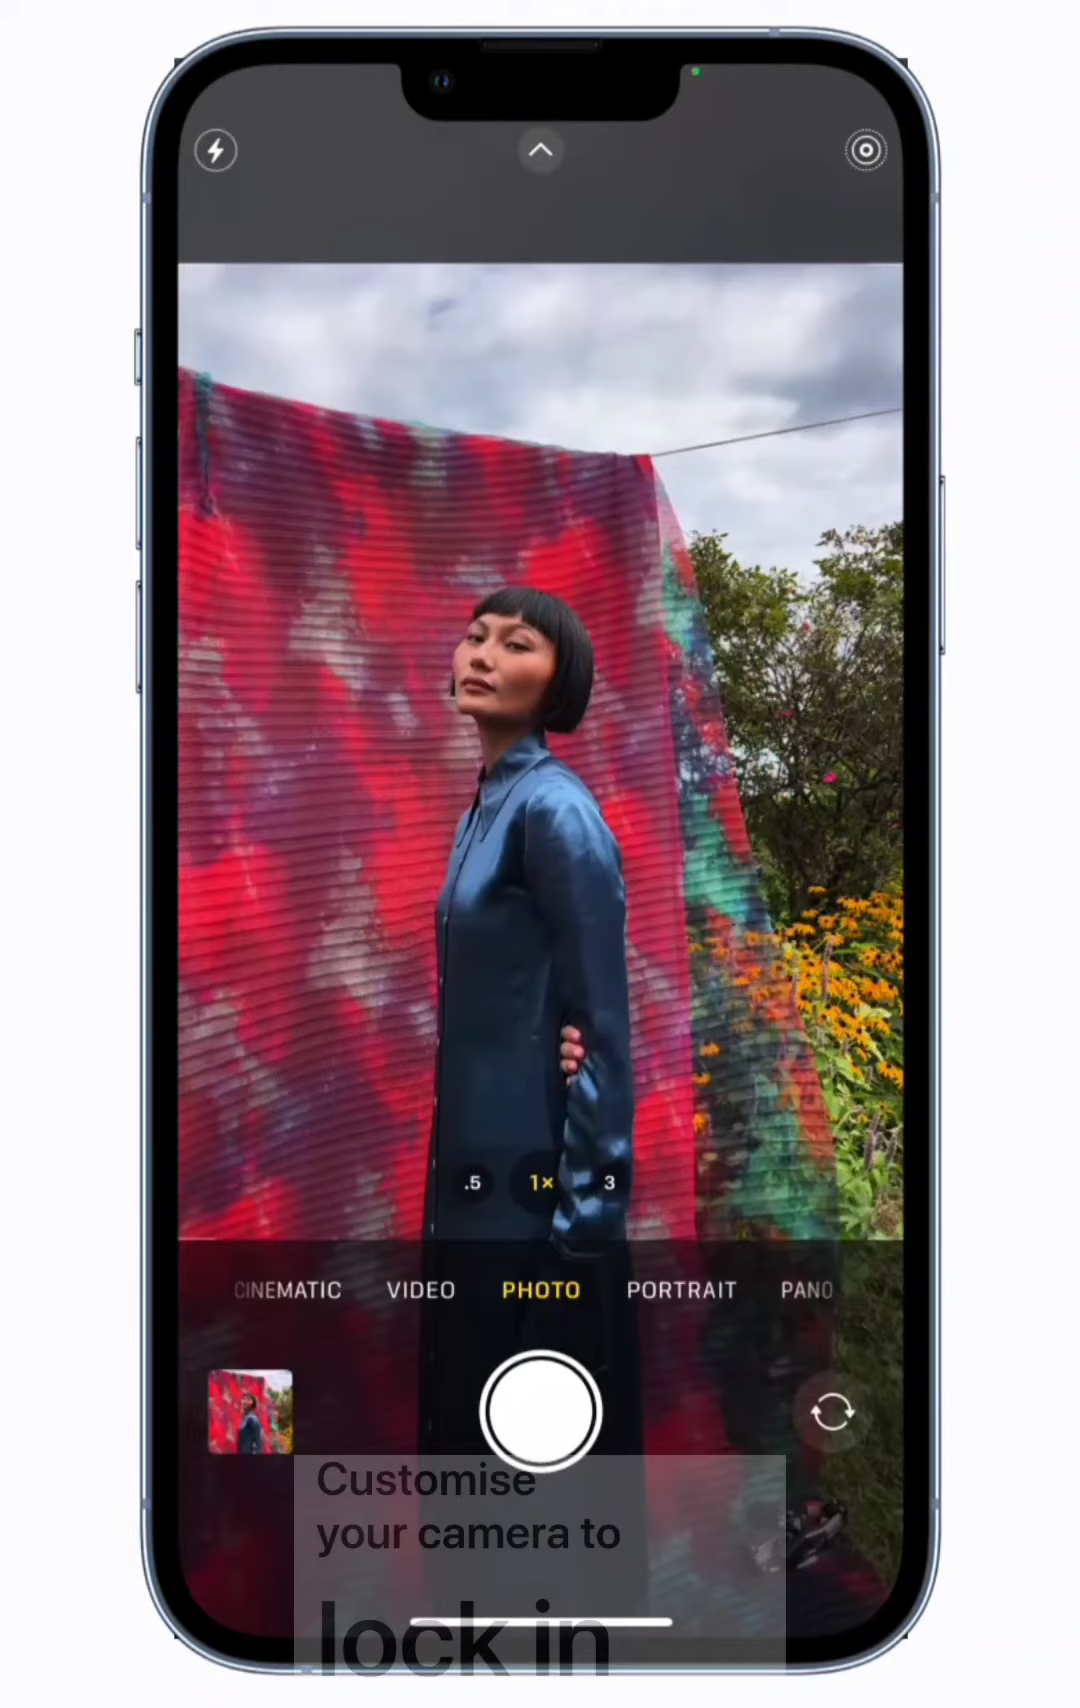 .5 1× 3
CINEMATIC VIDEO PHOTO PORTRAIT PANO
Customise
your camera to
lock in